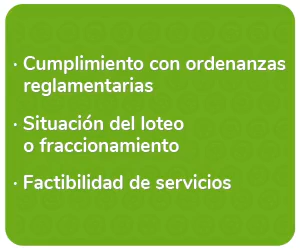 · Cumplimiento con ordenanzas
reglamentarias
· Situación del loteo
o fraccionamiento
· Factibilidad de servicios